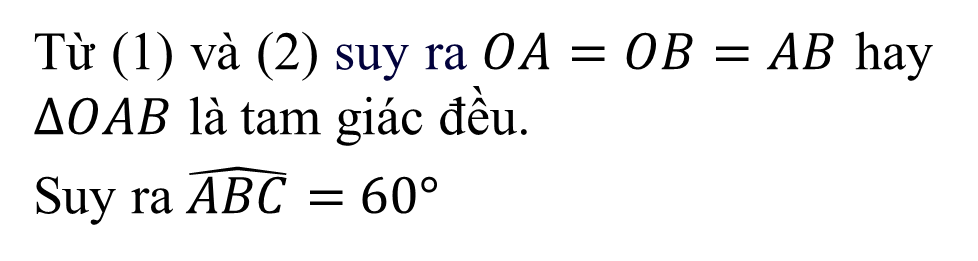 Từ (1) và (2) suy ra 𝑂𝐴 = 𝑂𝐵 = 𝐴𝐵 hay
Δ𝑂𝐴𝐵 là tam giác đều.
Suy ra \widehat{𝐴𝐵𝐶} = 60°